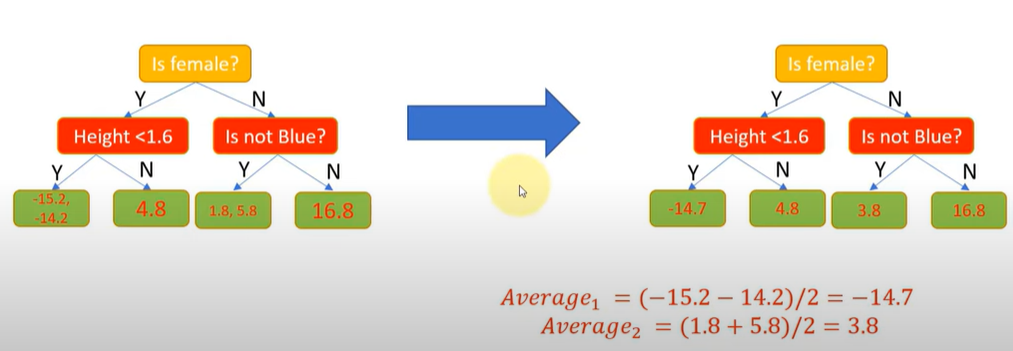 Is female?
Y N
Height <1.6 Is not Blue?
Y N Y N
-15.2,
-14.2
4.8 1.8, 5.8 16.8
Is female?
Y N
Height <1.6 Is not Blue?
Y N Y N
-14.7 4.8 3.8 16.8
Average₁ = (−15.2 − 14.2)/2 = −14.7
Average₂ = (1.8 + 5.8)/2 = 3.8